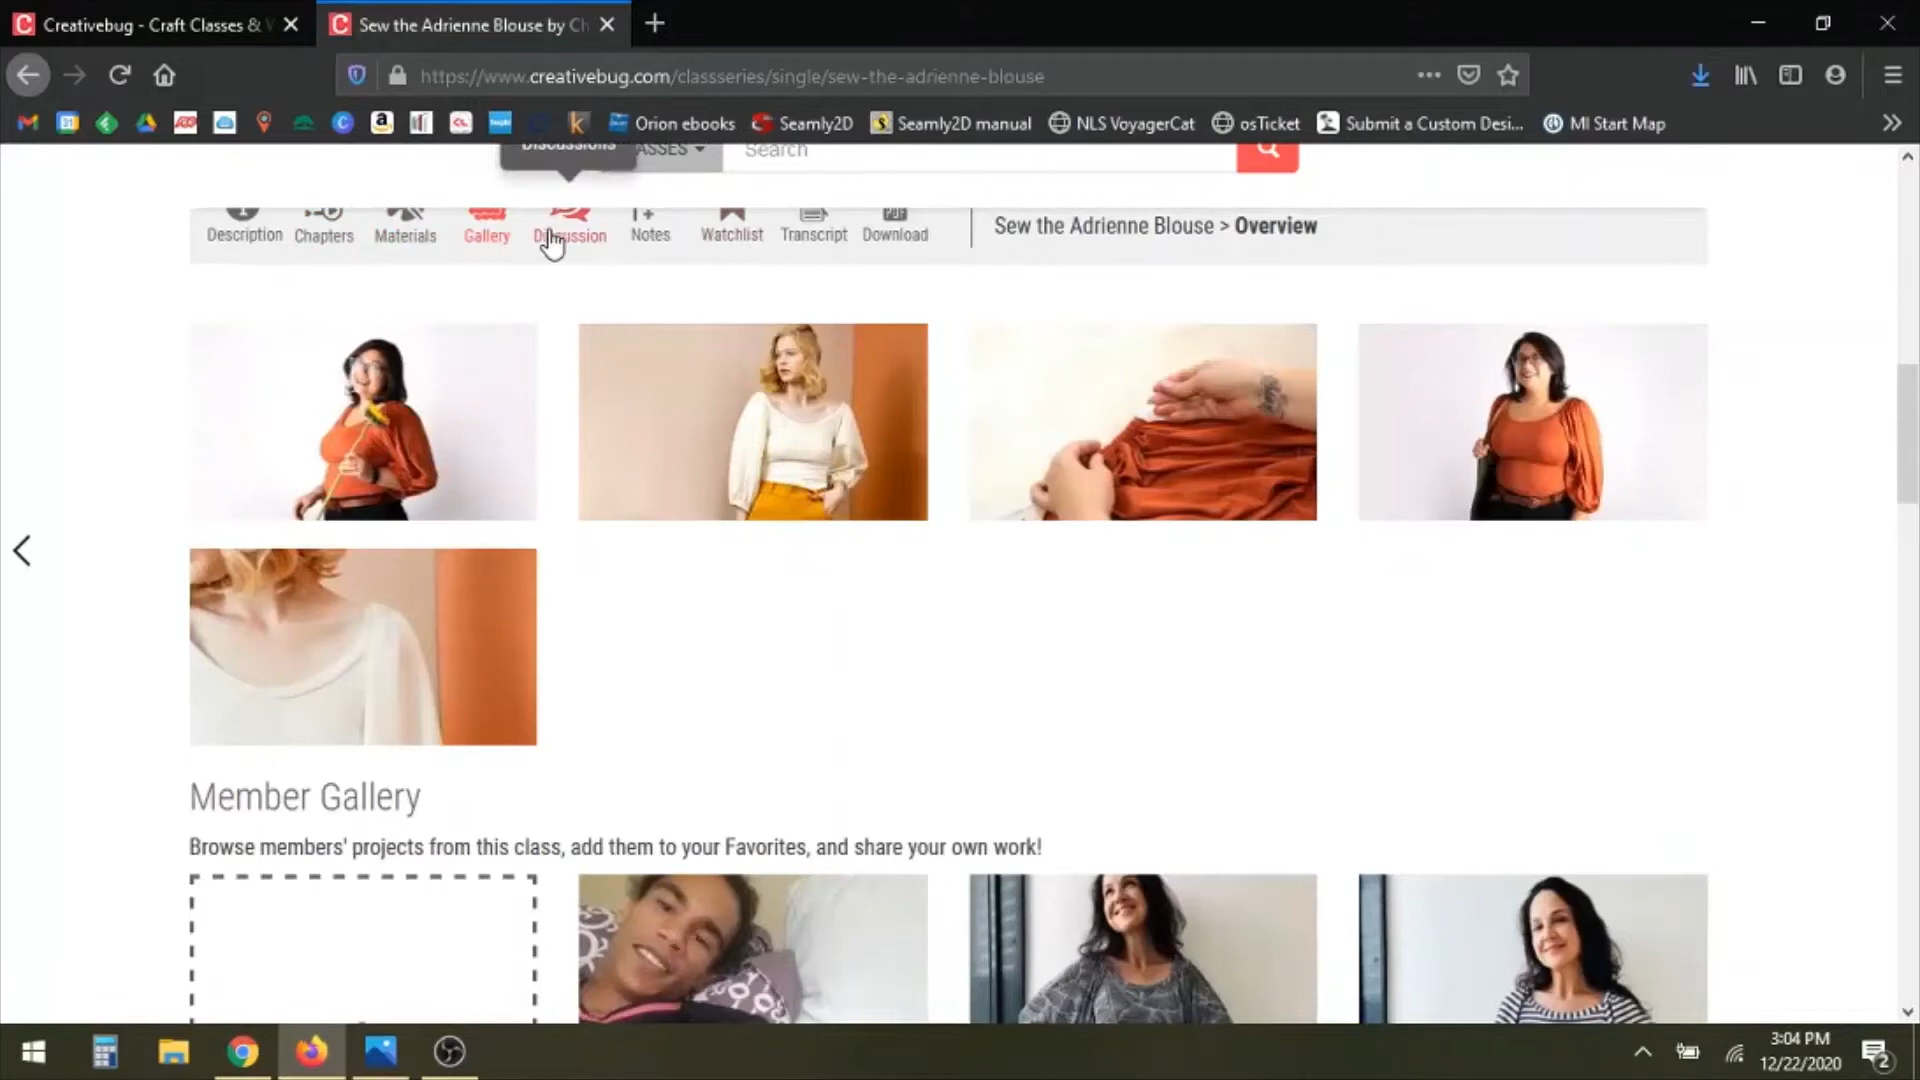 Creativebug - Craft Classes & V
Sew the Adrienne Blouse by Ch
https://www.creativebug.com/classseries/single/sew-the-adrienne-blouse
Orion ebooks
Seamly2D
Seamly2D manual
NLS VoyagerCat
osTicket
Submit a Custom Desi...
MI Start Map
Discussions
CLASSES
Search
Description
Chapters
Materials
Gallery
Discussion
Notes
Watchlist
Transcript
Download
Sew the Adrienne Blouse > Overview
Member Gallery
Browse members' projects from this class, add them to your Favorites, and share your own work!
3:04 PM
12/22/2020
2